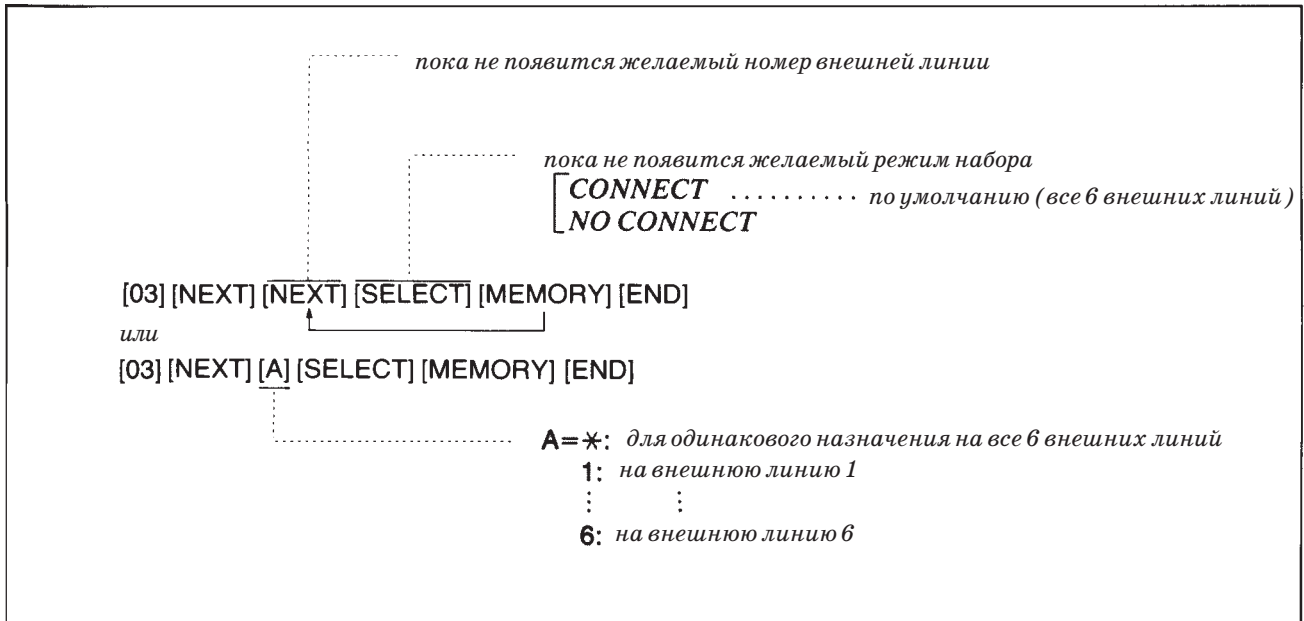 пока не появится желаемый номер внешней линии
пока не появится желаемый режим набора
CONNECT .......... по умолчанию (все 6 внешних линий)
NO CONNECT
[03] [NEXT] [NEXT] [SELECT] [MEMORY] [END]
или
[03] [NEXT] [A] [SELECT] [MEMORY] [END]
A=*: для одинакового назначения на все 6 внешних линий
1: на внешнюю линию 1
⋮ ⋮
6: на внешнюю линию 6